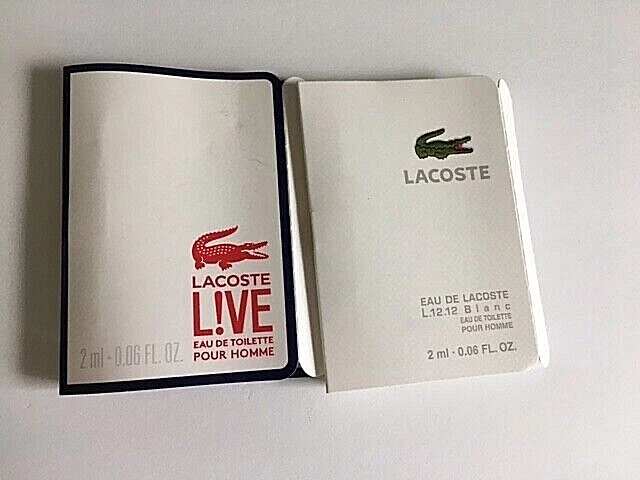 LACOSTE
L!VE
EAU DE TOILETTE
POUR HOMME
2 ml - 0.06 FL. OZ.
LACOSTE
EAU DE LACOSTE
L.12.12 Blanc
EAU DE TOILETTE
POUR HOMME
2 ml - 0.06 FL. OZ.